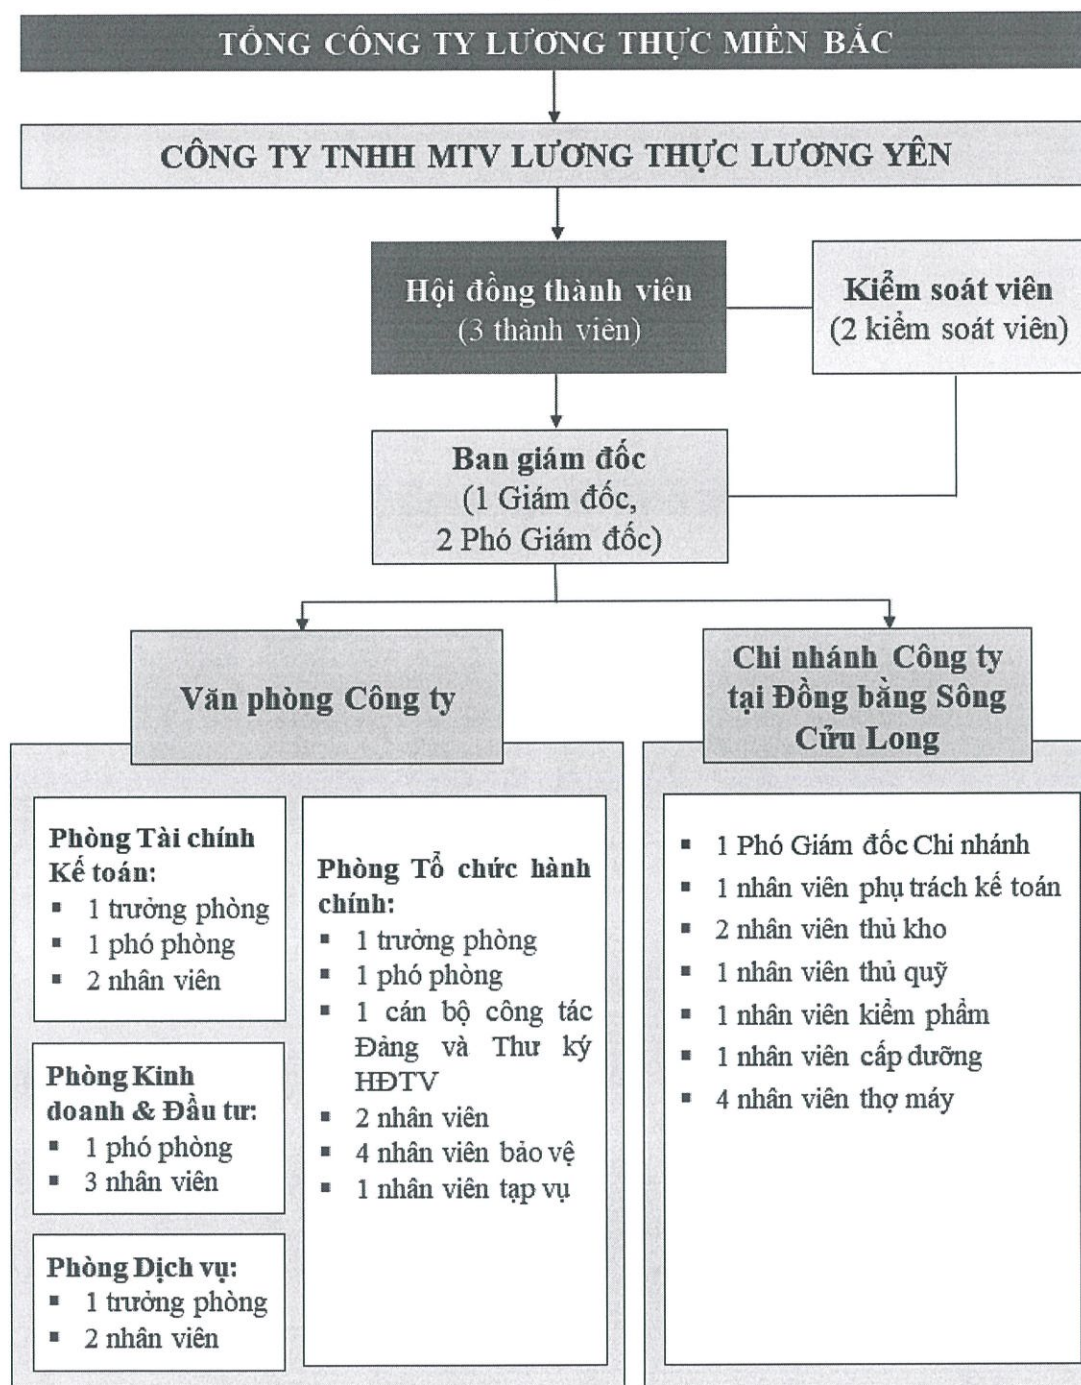 TỔNG CÔNG TY LƯƠNG THỰC MIỀN BẮC
CÔNG TY TNHH MTV LƯƠNG THỰC LƯƠNG YÊN
Hội đồng thành viên
(3 thành viên)
Kiểm soát viên
(2 kiểm soát viên)
Ban giám đốc
(1 Giám đốc,
2 Phó Giám đốc)
Văn phòng Công ty
Chi nhánh Công ty
tại Đồng bằng Sông
Cửu Long
Phòng Tài chính
Kế toán:
▪ 1 trưởng phòng
▪ 1 phó phòng
▪ 2 nhân viên
Phòng Kinh
doanh & Đầu tư:
▪ 1 phó phòng
▪ 3 nhân viên
Phòng Dịch vụ:
▪ 1 trưởng phòng
▪ 2 nhân viên
Phòng Tổ chức hành
chính:
▪ 1 trưởng phòng
▪ 1 phó phòng
▪ 1 cán bộ công tác
Đảng và Thư ký
HĐTV
▪ 2 nhân viên
▪ 4 nhân viên bảo vệ
▪ 1 nhân viên tạp vụ
▪ 1 Phó Giám đốc Chi nhánh
▪ 1 nhân viên phụ trách kế toán
▪ 2 nhân viên thủ kho
▪ 1 nhân viên thủ quỹ
▪ 1 nhân viên kiểm phẩm
▪ 1 nhân viên cấp dưỡng
▪ 4 nhân viên thợ máy